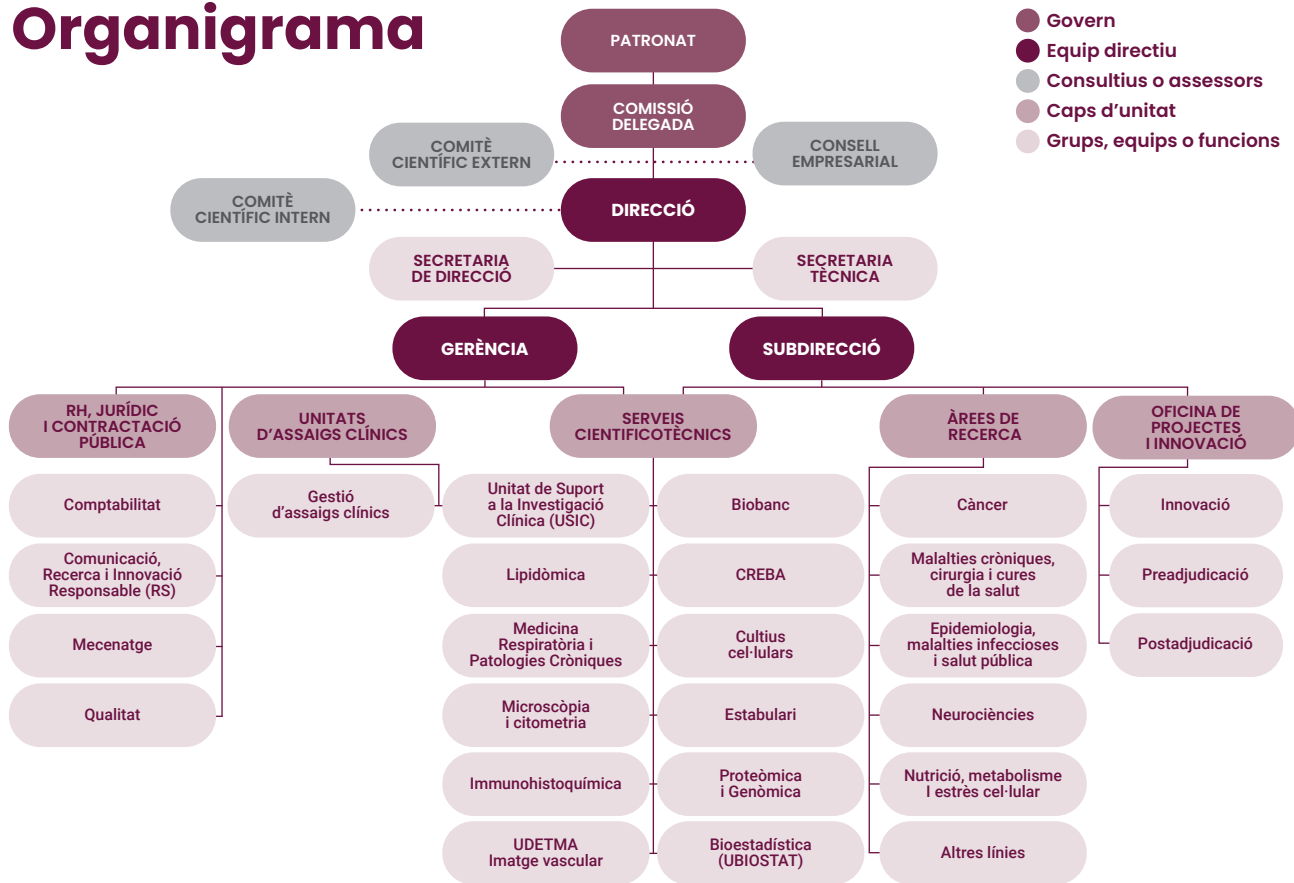 Organigrama
Govern
Equip directiu
Consultius o assessors
Caps d'unitat
Grups, equips o funcions
PATRONAT
COMISSIÓ
DELEGADA
COMITÈ
CIENTÍFIC EXTERN
CONSELL
EMPRESARIAL
COMITÈ
CIENTÍFIC INTERN
DIRECCIÓ
SECRETARIA
DE DIRECCIÓ
SECRETARIA
TÈCNICA
GERÈNCIA
SUBDIRECCIÓ
RH, JURÍDIC
I CONTRACTACIÓ
PÚBLICA
UNITATS
D'ASSAIGS CLÍNICS
SERVEIS
CIENTIFICOTÈCNICS
ÀREES DE
RECERCA
OFICINA DE
PROJECTES
I INNOVACIÓ
Comptabilitat
Comunicació,
Recerca i Innovació
Responsable (RS)
Mecenatge
Qualitat
Gestió
d'assaigs clínics
Unitat de Suport
a la Investigació
Clínica (USIC)
Lipidòmica
Medicina
Respiratòria i
Patologies Cròniques
Microscòpia
i citometria
Immunohistoquímica
UDETMA
Imatge vascular
Biobanc
CREBA
Cultius
cel·lulars
Estabulari
Proteòmica
i Genòmica
Bioestadística
(UBIOSTAT)
Càncer
Malalties cròniques,
cirurgia i cures
de la salut
Epidemiologia,
malalties infeccioses
i salut pública
Neurociències
Nutrició, metabolisme
I estrès cel·lular
Altres línies
Innovació
Preadjudicació
Postadjudicació